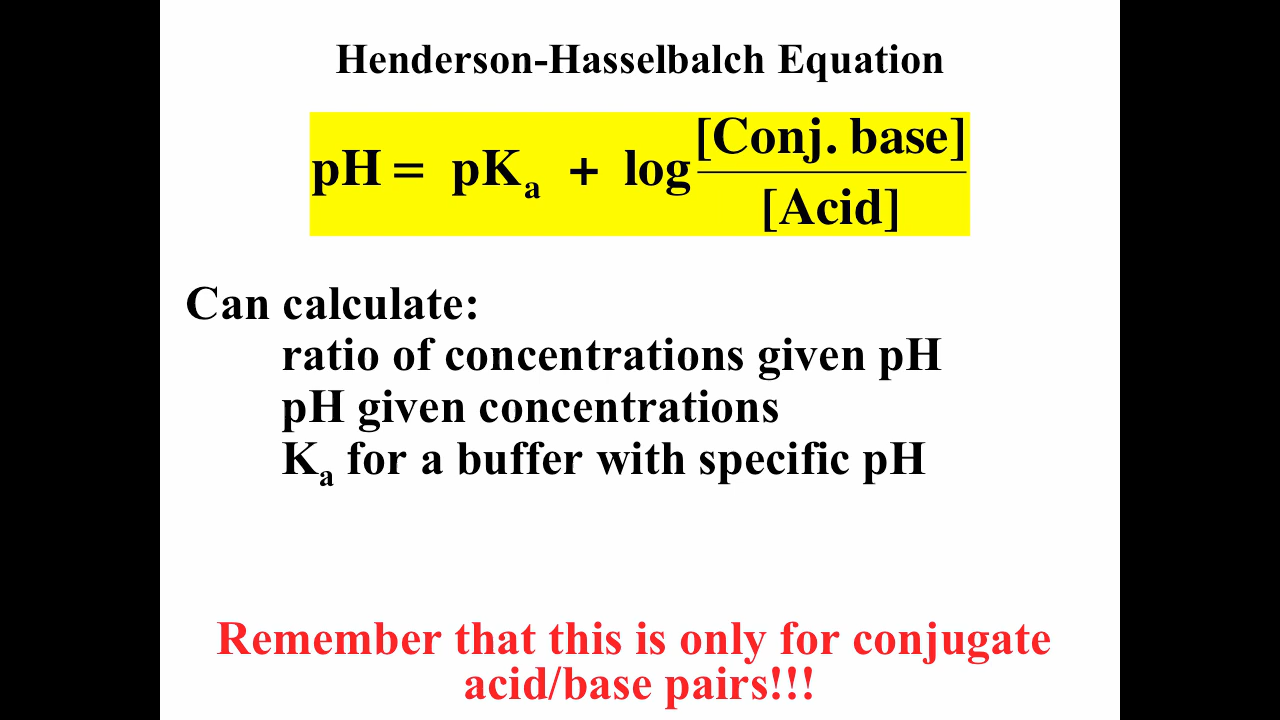 Henderson-Hasselbalch Equation
pH = pKa + log [Conj. base] / [Acid]
Can calculate:
ratio of concentrations given pH
pH given concentrations
Ka for a buffer with specific pH
Remember that this is only for conjugate
acid/base pairs!!!